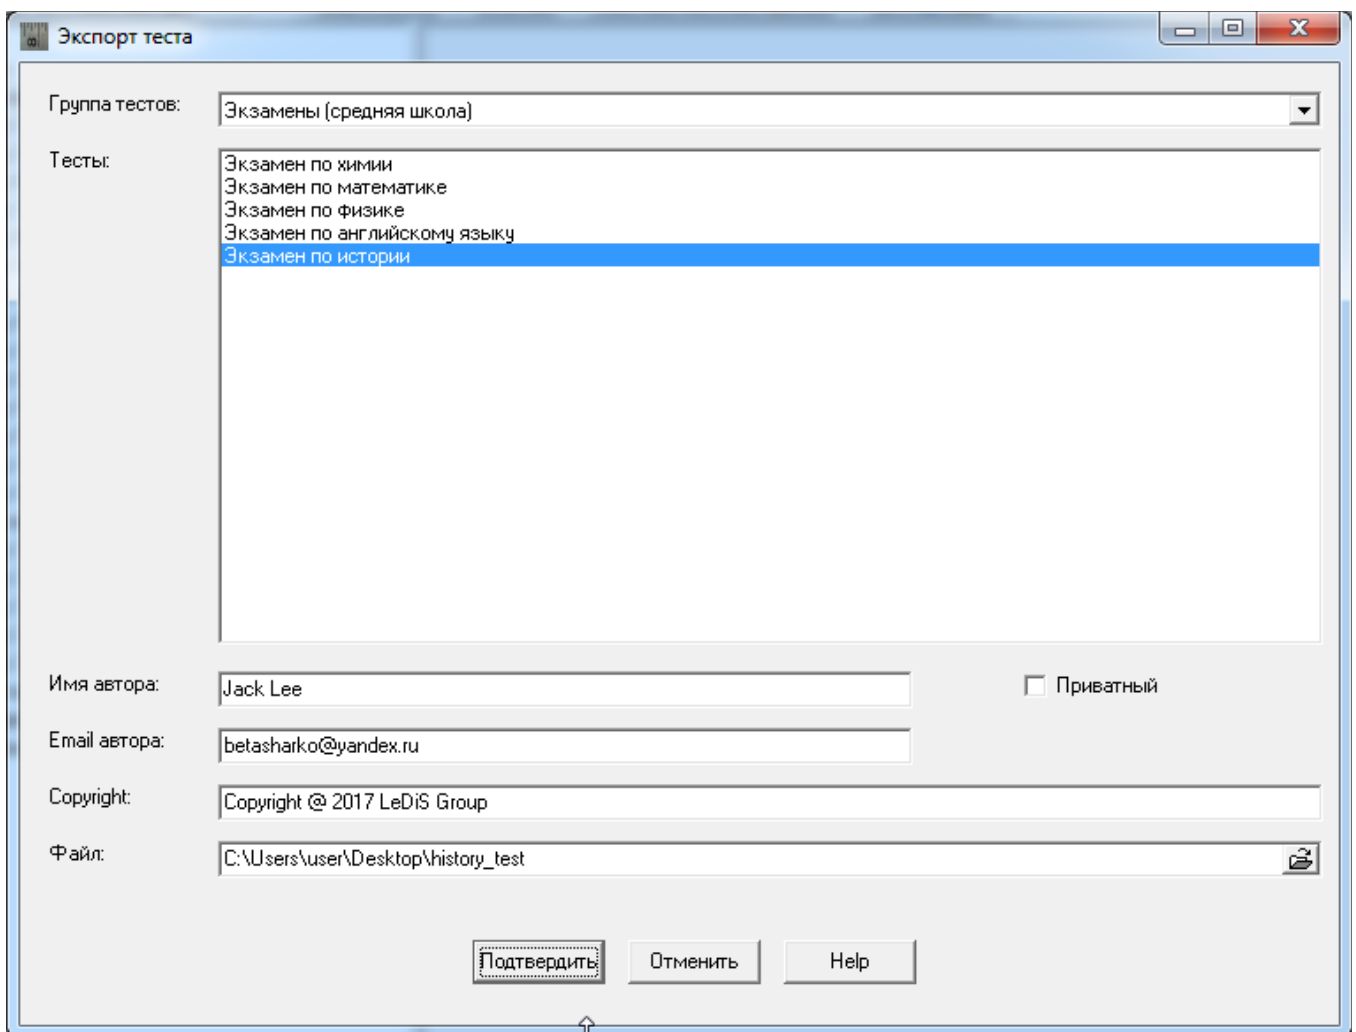 Экспорт теста
Группа тестов:
Экзамены (средняя школа)
Тесты:
Экзамен по химии
Экзамен по математике
Экзамен по физике
Экзамен по английскому языку
Экзамен по истории
Имя автора:
Jack Lee
Приватный
Email автора:
betasharko@yandex.ru
Copyright:
Copyright @ 2017 LeDiS Group
Файл:
C:\Users\user\Desktop\history_test
Подтвердить Отменить Help